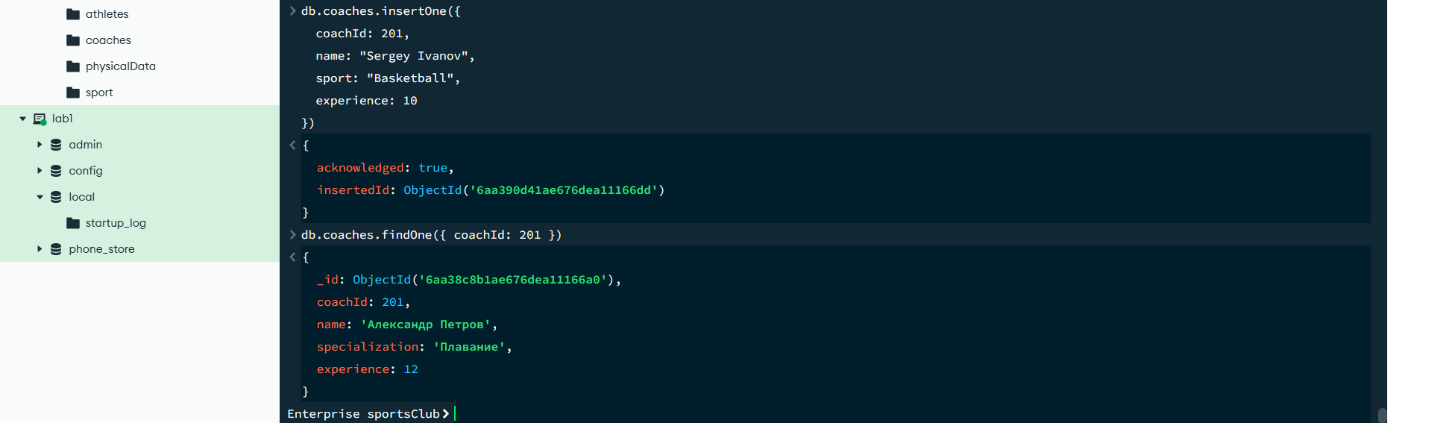 athletes
coaches
physicalData
sport
lab1
admin
config
local
startup_log
phone_store
> db.coaches.insertOne({
coachId: 201,
name: "Sergey Ivanov",
sport: "Basketball",
experience: 10
})
< {
acknowledged: true,
insertedId: ObjectId('6aa390d41ae676dea11166dd')
}
> db.coaches.findOne({ coachId: 201 })
< {
_id: ObjectId('6aa38c8b1ae676dea11166a0'),
coachId: 201,
name: 'Александр Петров',
specialization: 'Плавание',
experience: 12
}
Enterprise sportsClub>